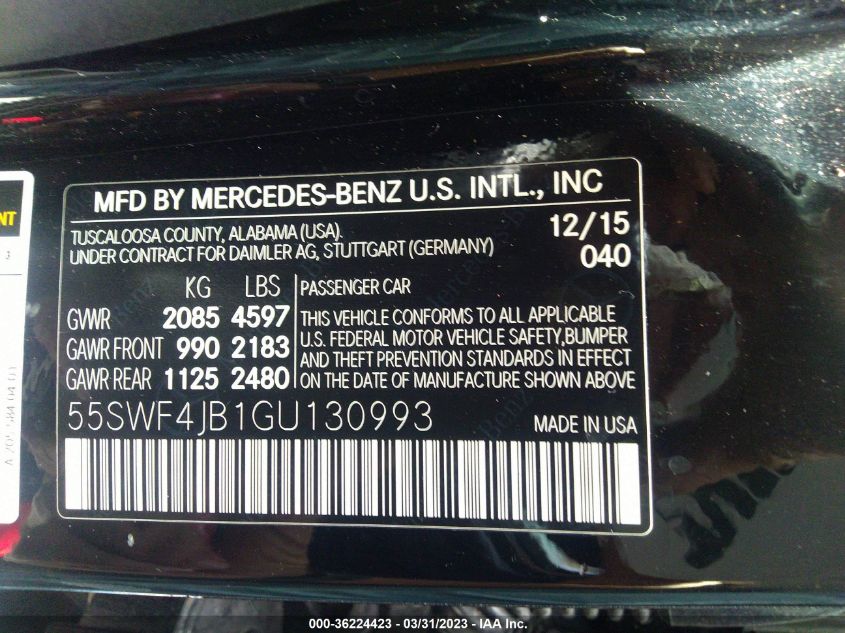 MFD BY MERCEDES-BENZ U.S. INTL., INC
TUSCALOOSA COUNTY, ALABAMA (USA).
UNDER CONTRACT FOR DAIMLER AG, STUTTGART (GERMANY)
12/15
040
KG LBS
GVWR 2085 4597
GAWR FRONT 990 2183
GAWR REAR 1125 2480
PASSENGER CAR
THIS VEHICLE CONFORMS TO ALL APPLICABLE
U.S. FEDERAL MOTOR VEHICLE SAFETY,BUMPER
AND THEFT PREVENTION STANDARDS IN EFFECT
ON THE DATE OF MANUFACTURE SHOWN ABOVE
55SWF4JB1GU130993
MADE IN USA
000-36224423 - 03/31/2023 - © IAA Inc.